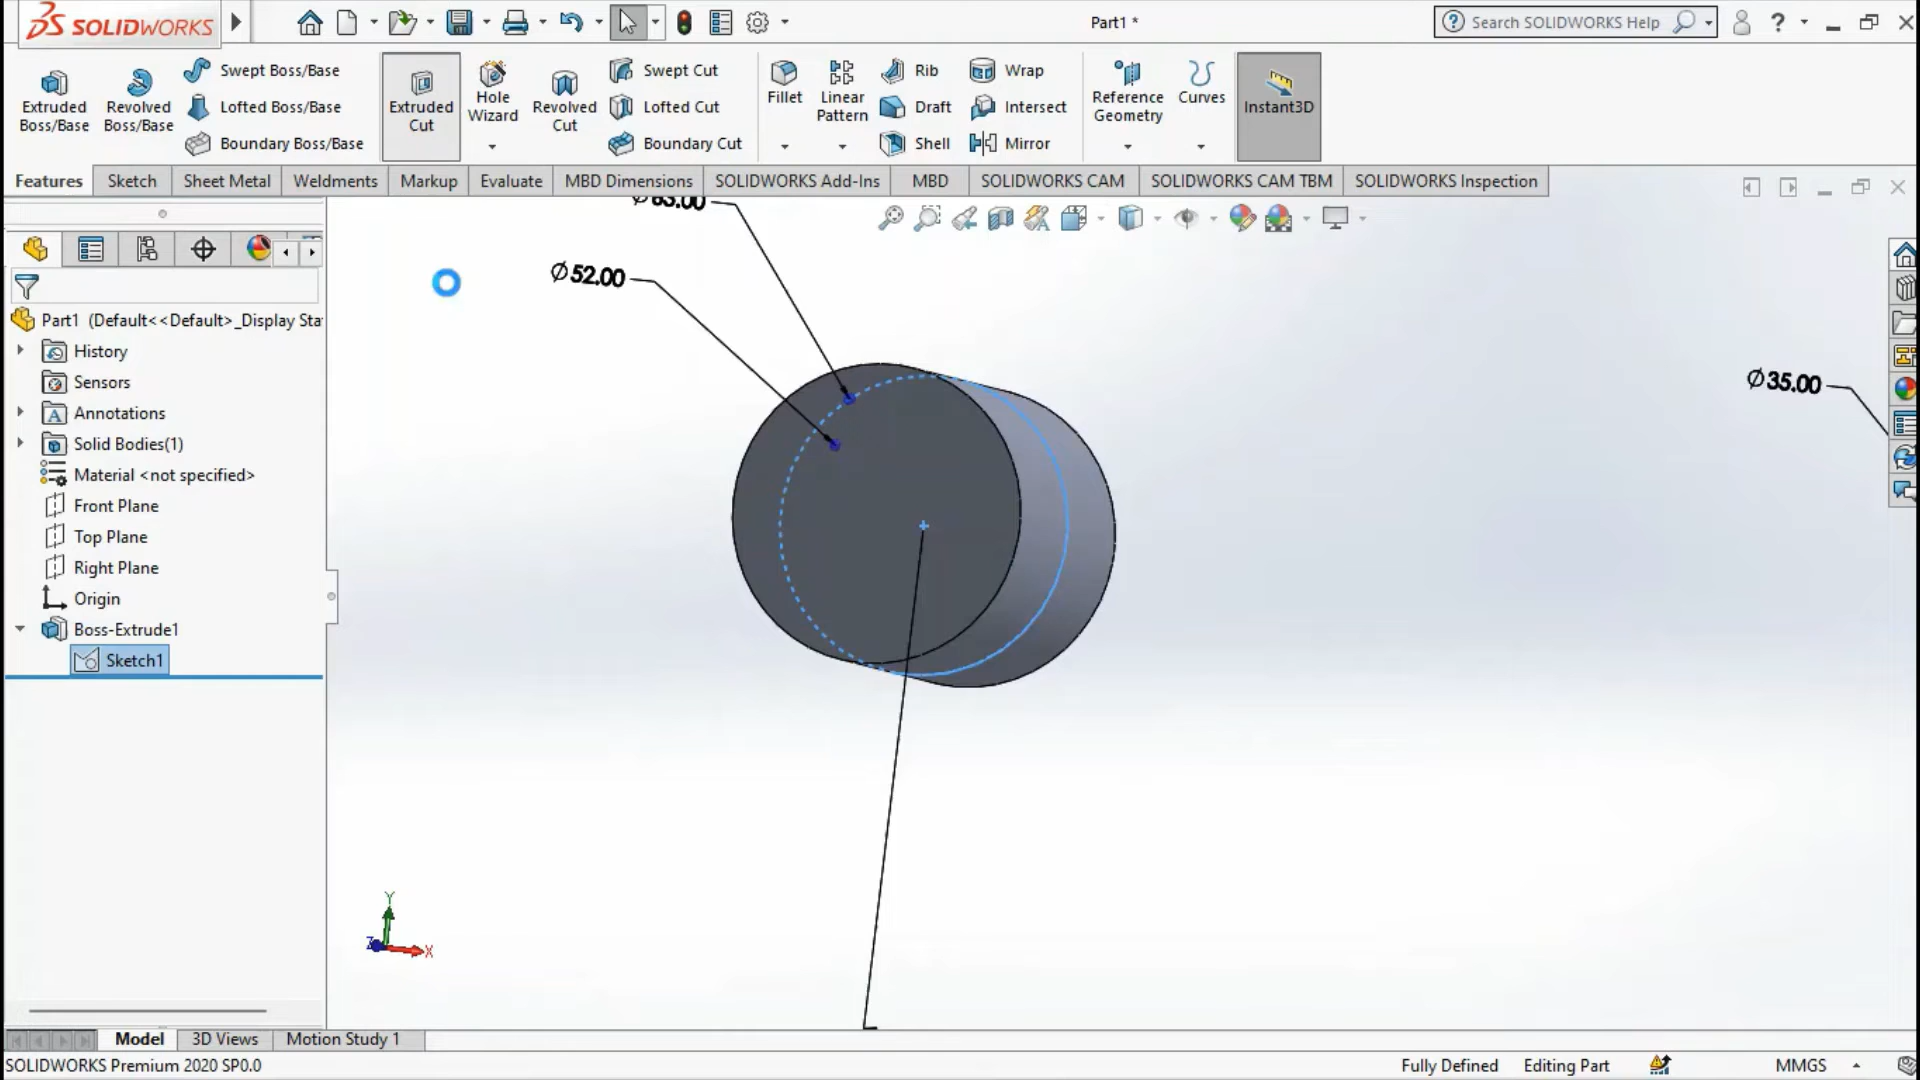 SOLIDWORKS
Part1 *
Search SOLIDWORKS Help
Extruded Boss/Base
Revolved Boss/Base
Swept Boss/Base
Lofted Boss/Base
Boundary Boss/Base
Extruded Cut
Hole Wizard
Revolved Cut
Swept Cut
Lofted Cut
Boundary Cut
Fillet
Linear Pattern
Rib
Draft
Shell
Wrap
Intersect
Mirror
Reference Geometry
Curves
Instant3D
Features
Sketch
Sheet Metal
Weldments
Markup
Evaluate
MBD Dimensions
SOLIDWORKS Add-Ins
MBD
SOLIDWORKS CAM
SOLIDWORKS CAM TBM
SOLIDWORKS Inspection
Part1 (Default<<Default>_Display Sta
History
Sensors
Annotations
Solid Bodies(1)
Material <not specified>
Front Plane
Top Plane
Right Plane
Origin
Boss-Extrude1
Sketch1
Ø52.00
Ø35.00
Y
Z
X
Model
3D Views
Motion Study 1
SOLIDWORKS Premium 2020 SP0.0
Fully Defined
Editing Part
MMGS